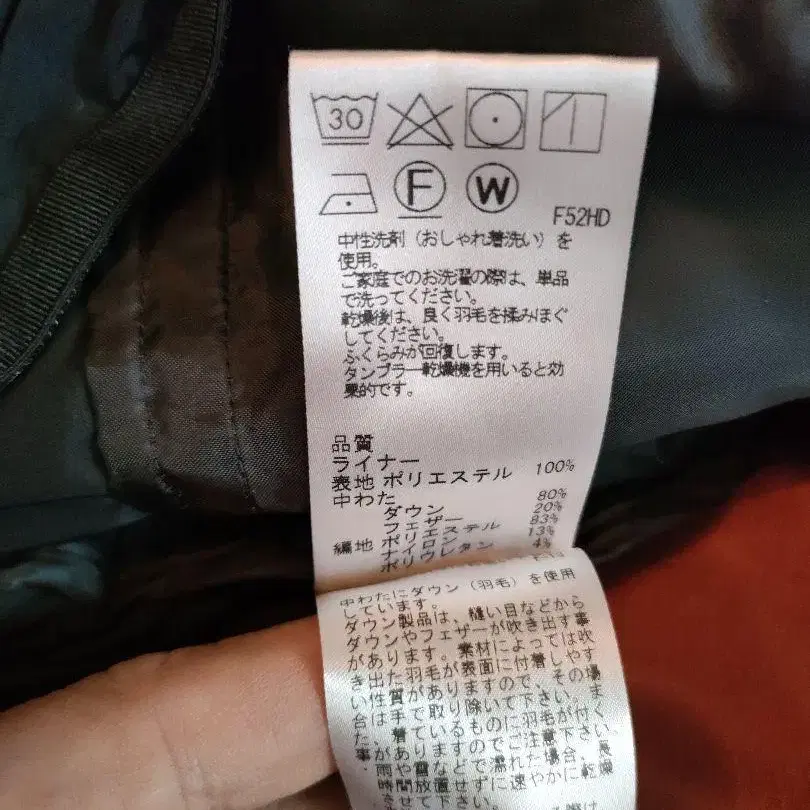 30
F W F52HD
中性洗剤（おしゃれ着洗い）を
使用。
ご家庭でのお洗濯の際は、単品
で洗ってください。
乾燥後は、良く羽毛を揉みほぐ
してください。
ふくらみが回復します。
タンブラー乾燥機を用いると効
果的です。
品質
ライナー
表地 ポリエステル 100%
中わた
ダウン 80%
フェザー 20%
編地 ポリエステル 83%
ナイロン 13%
ポリウレタン 4%
中わたにダウン（羽毛）を使用
しています。
ダウン製品は、縫い目などから
ダウンやフェザーが吹き出す事
があります。素材によっては吹
き出た羽毛が表面に付着しやす
い性質がありますので、その場
合は手で取り除いて下さい。ま
た、着ているものに羽毛が付く
事がありますのでご注意下さい。
雨や雪などで濡れた場合、長
時間放置せずに速やかに乾燥
させて下さい。